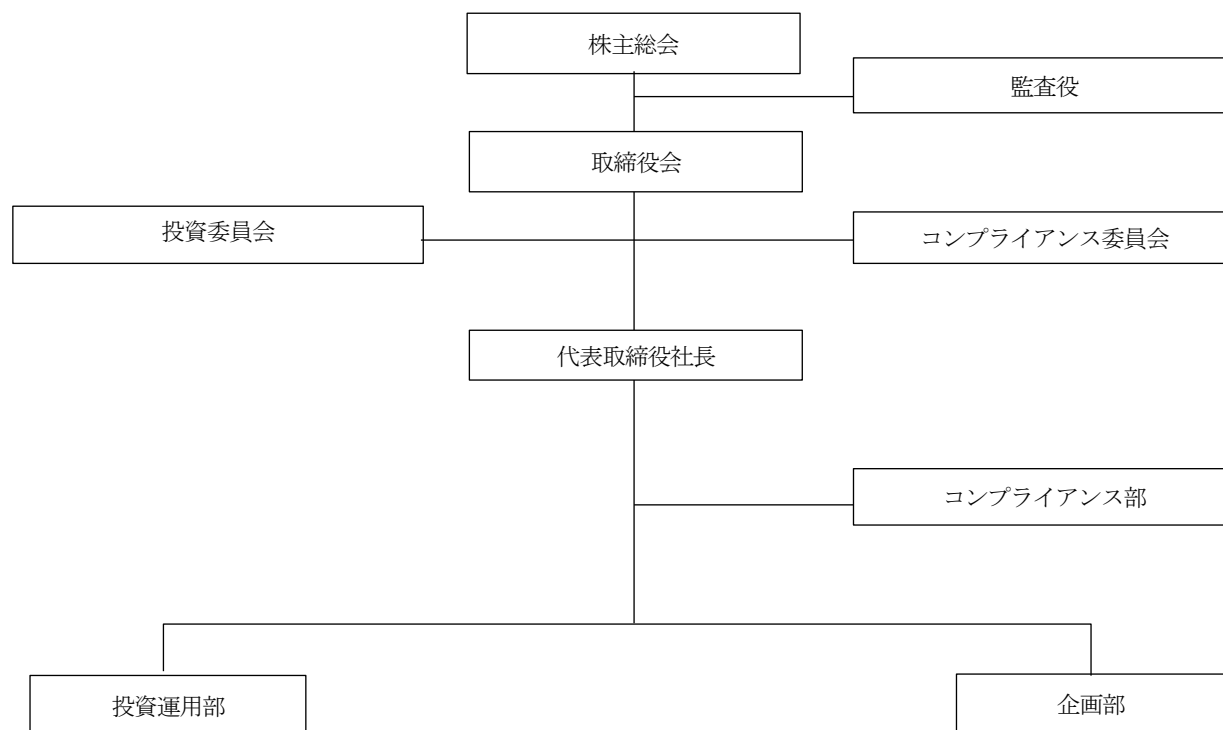 株主総会
監査役
取締役会
投資委員会
コンプライアンス委員会
代表取締役社長
コンプライアンス部
投資運用部
企画部